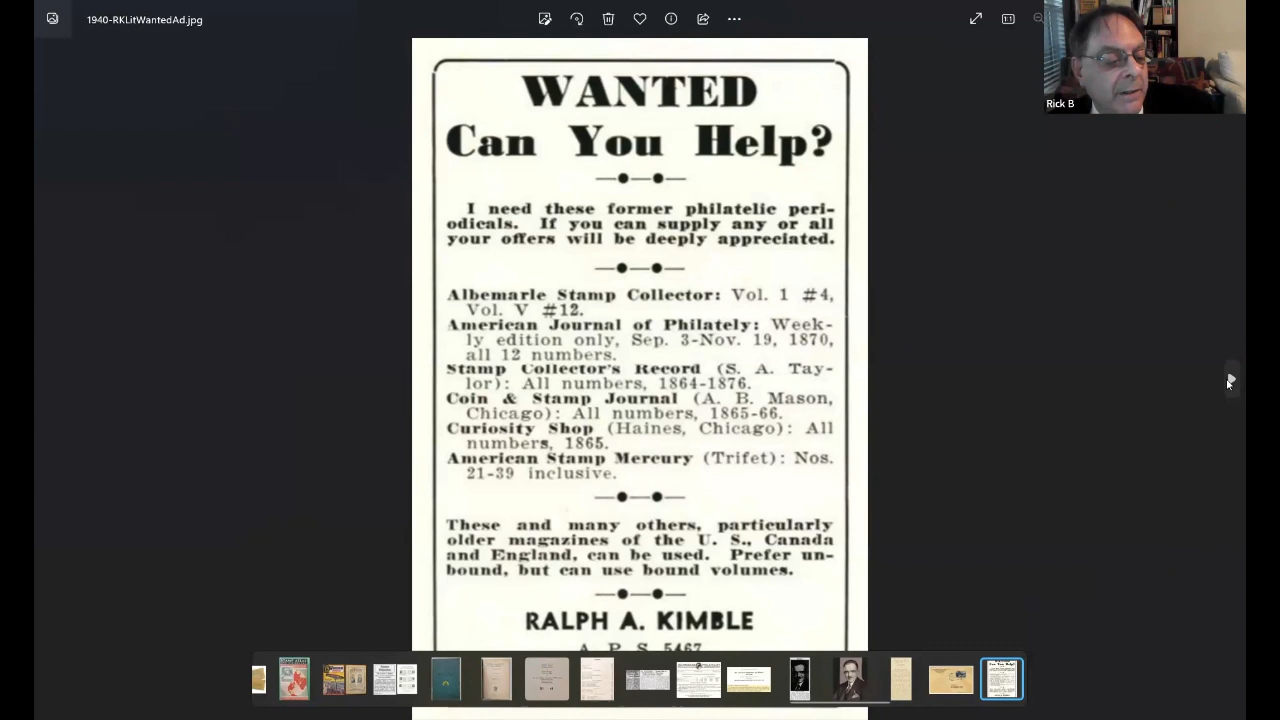 1940-RKLitWantedAd.jpg
Rick B
WANTED
Can You Help?
I need these former philatelic peri-
odicals. If you can supply any or all
your offers will be deeply appreciated.
Albemarle Stamp Collector: Vol. 1 #4,
Vol. V #12.
American Journal of Philately: Week-
ly edition only, Sep. 3-Nov. 19, 1870,
all 12 numbers.
Stamp Collector's Record (S. A. Tay-
lor): All numbers, 1864-1876.
Coin & Stamp Journal (A. B. Mason,
Chicago): All numbers, 1865-66.
Curiosity Shop (Haines, Chicago): All
numbers, 1865.
American Stamp Mercury (Trifet): Nos.
21-39 inclusive.
These and many others, particularly
older magazines of the U. S., Canada
and England, can be used. Prefer un-
bound, but can use bound volumes.
RALPH A. KIMBLE
A. P. S. 5467